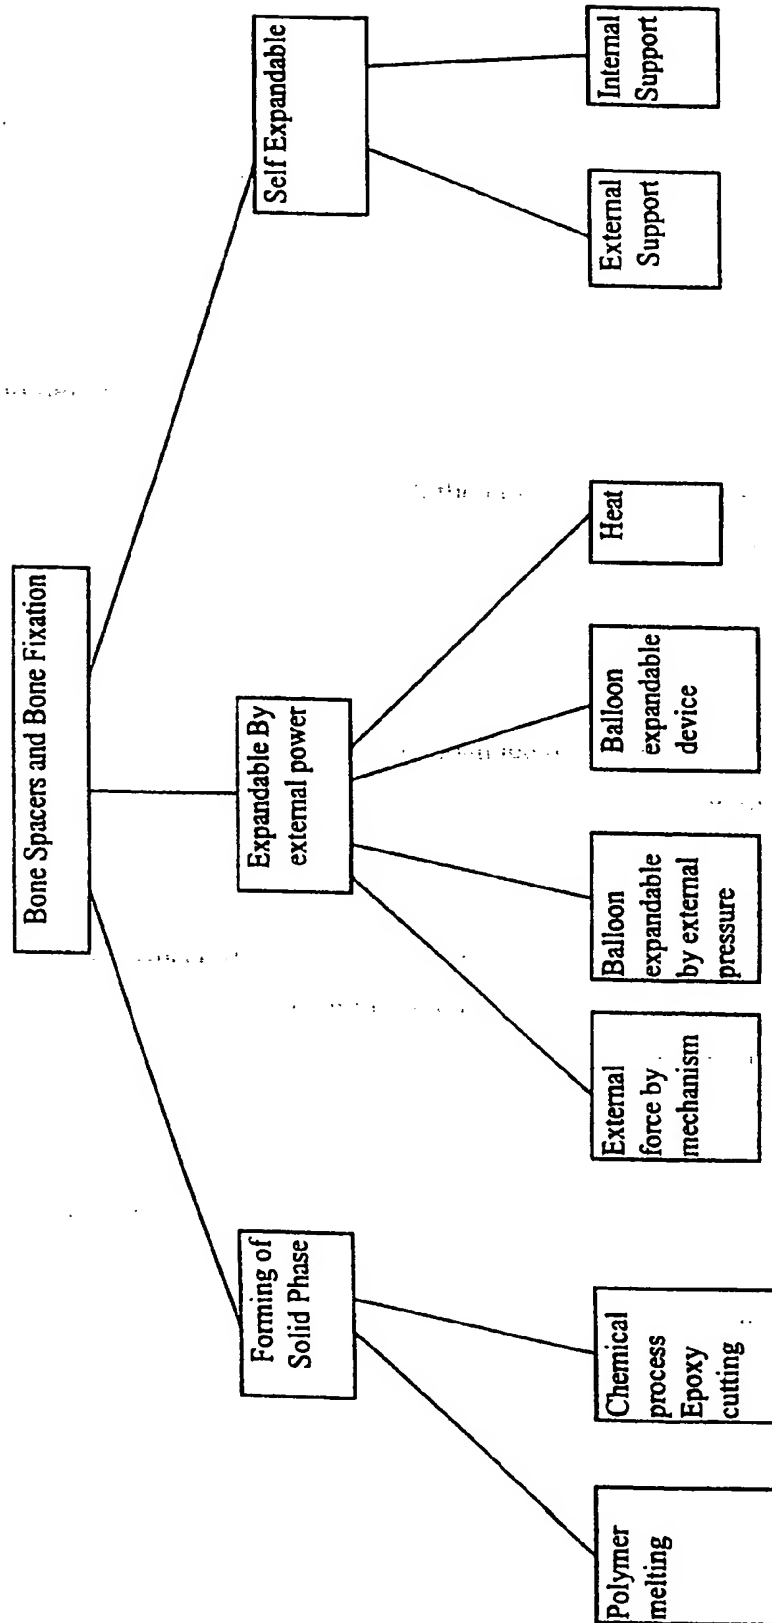 Bone Spacers and Bone Fixation
Forming of
Solid Phase
Expandable By
external power
Self Expandable
Polymer
melting
Chemical
process
Epoxy
cutting
External
force by
mechanism
Balloon
expandable
by external
pressure
Balloon
expandable
device
Heat
External
Support
Internal
Support